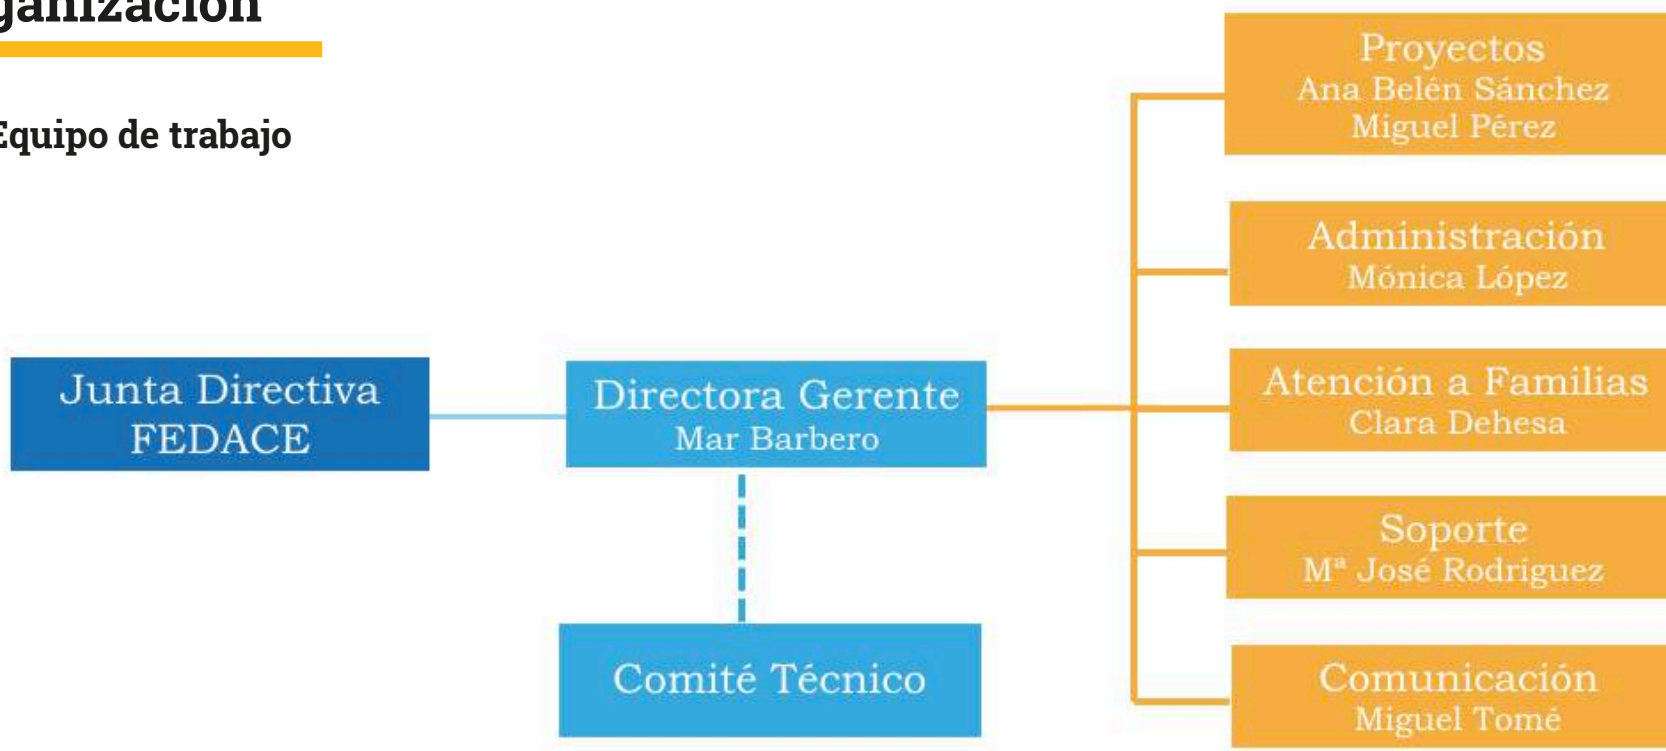 ganización
Equipo de trabajo
Junta Directiva
FEDACE
Directora Gerente
Mar Barbero
Comité Técnico
Proyectos
Ana Belén Sánchez
Miguel Pérez
Administración
Mónica López
Atención a Familias
Clara Dehesa
Soporte
Mª José Rodríguez
Comunicación
Miguel Tomé